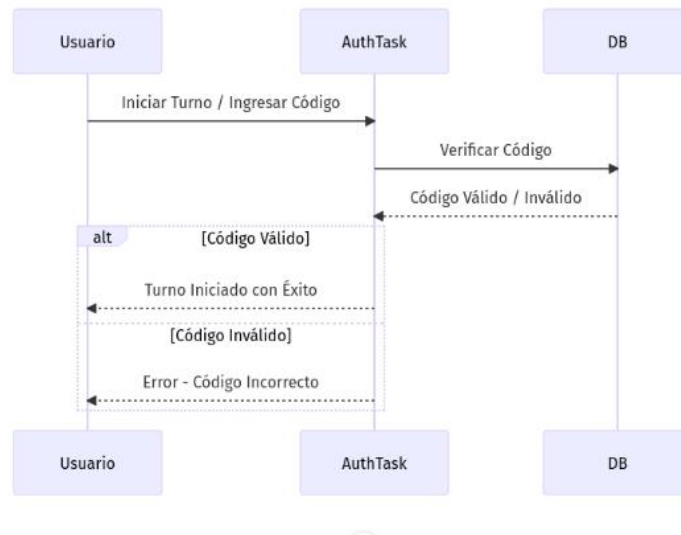 Usuario
AuthTask
DB
Iniciar Turno / Ingresar Código
Verificar Código
Código Válido / Inválido
alt
[Código Válido]
Turno Iniciado con Éxito
[Código Inválido]
Error - Código Incorrecto
Usuario
AuthTask
DB